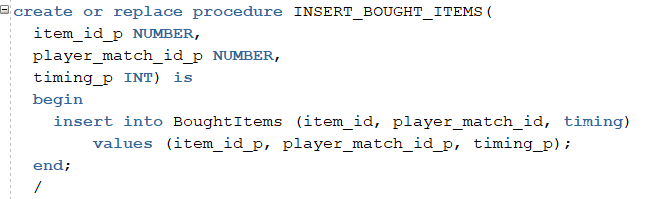 create or replace procedure INSERT_BOUGHT_ITEMS(
  item_id_p NUMBER,
  player_match_id_p NUMBER,
  timing_p INT) is
  begin
    insert into BoughtItems (item_id, player_match_id, timing)
        values (item_id_p, player_match_id_p, timing_p);
  end;
  /